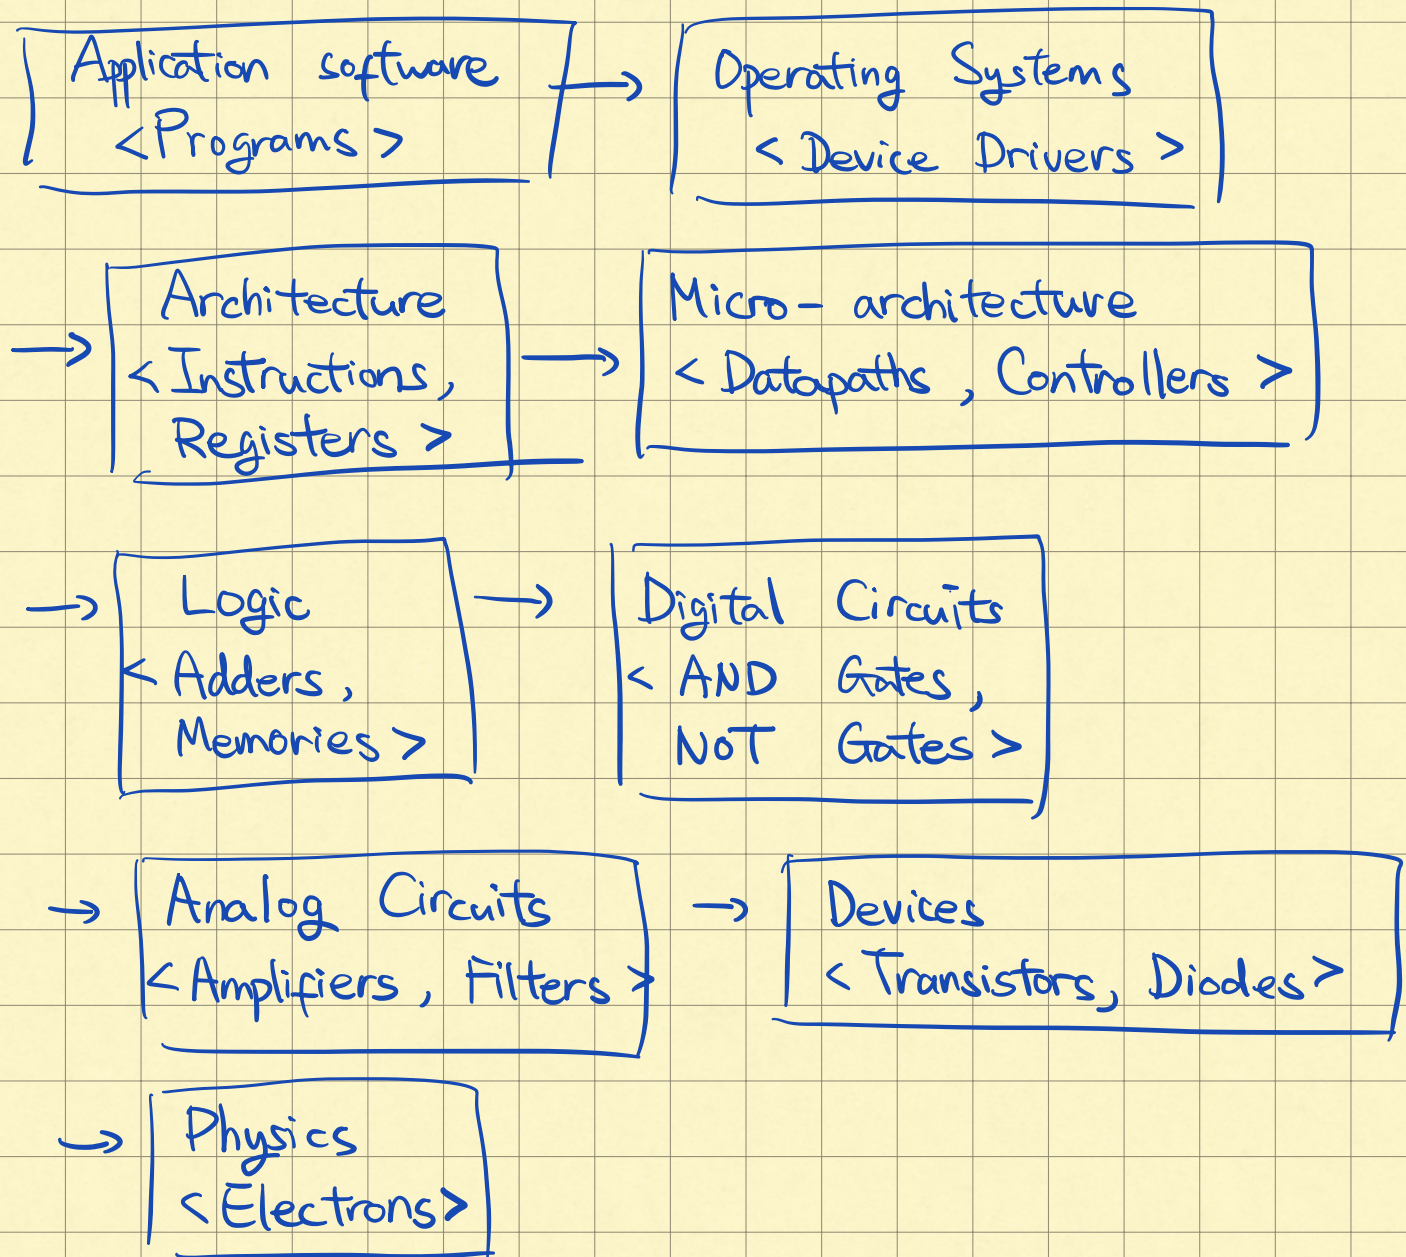 Application software
<Programs>
→ Operating Systems
<Device Drivers>
→ Architecture
<Instructions,
Registers>
→ Micro-architecture
<Datapaths, Controllers>
→ Logic
<Adders,
Memories>
→ Digital Circuits
<AND Gates,
NOT Gates>
→ Analog Circuits
<Amplifiers, Filters>
→ Devices
<Transistors, Diodes>
→ Physics
<Electrons>